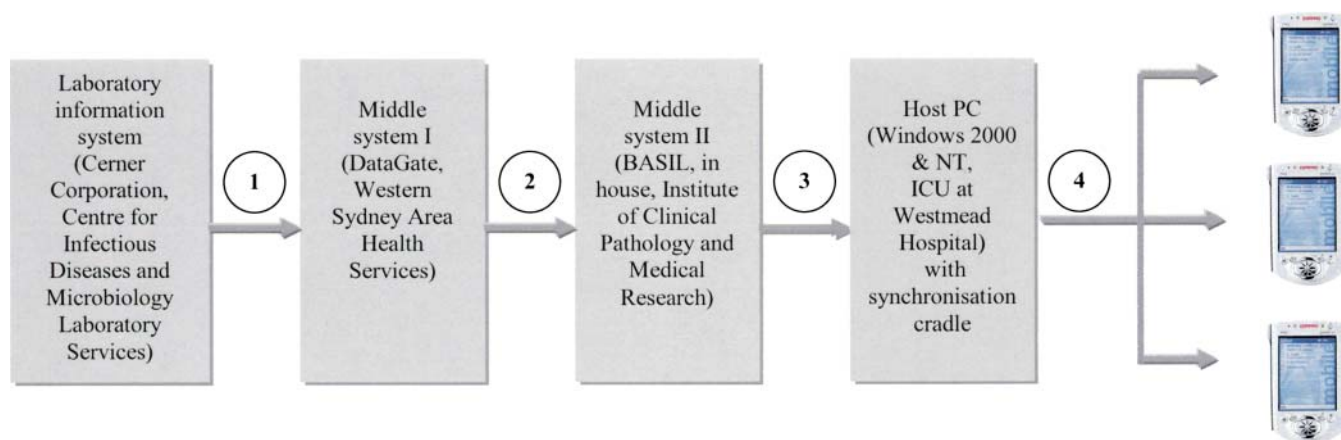 Laboratory
information
system
(Cerner
Corporation,
Centre for
Infectious
Diseases and
Microbiology
Laboratory
Services)
1
Middle
system I
(DataGate,
Western
Sydney Area
Health
Services)
2
Middle
system II
(BASIL, in
house, Institute
of Clinical
Pathology and
Medical
Research)
3
Host PC
(Windows 2000
& NT,
ICU at
Westmead
Hospital)
with
synchronisation
cradle
4